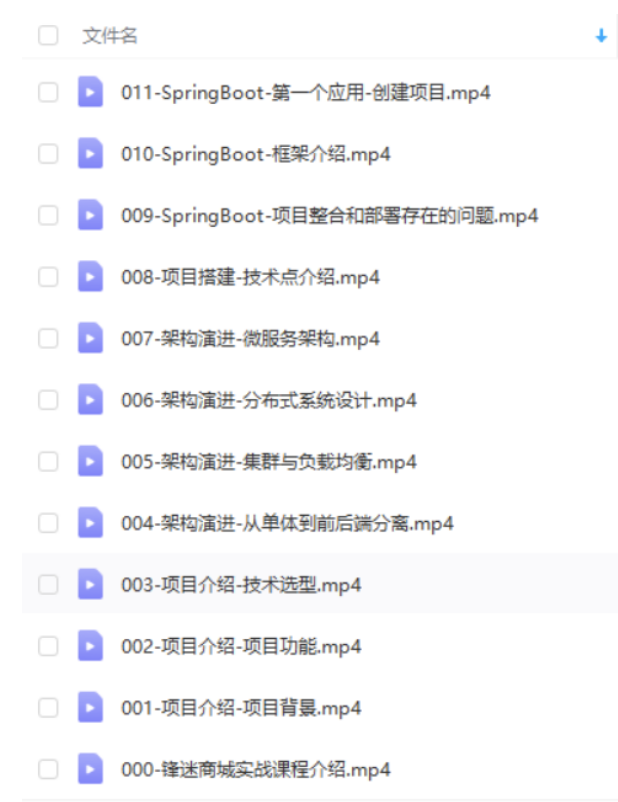 文件名
011-SpringBoot-第一个应用-创建项目.mp4
010-SpringBoot-框架介绍.mp4
009-SpringBoot-项目整合和部署存在的问题.mp4
008-项目搭建-技术点介绍.mp4
007-架构演进-微服务架构.mp4
006-架构演进-分布式系统设计.mp4
005-架构演进-集群与负载均衡.mp4
004-架构演进-从单体到前后端分离.mp4
003-项目介绍-技术选型.mp4
002-项目介绍-项目功能.mp4
001-项目介绍-项目背景.mp4
000-锋迷商城实战课程介绍.mp4